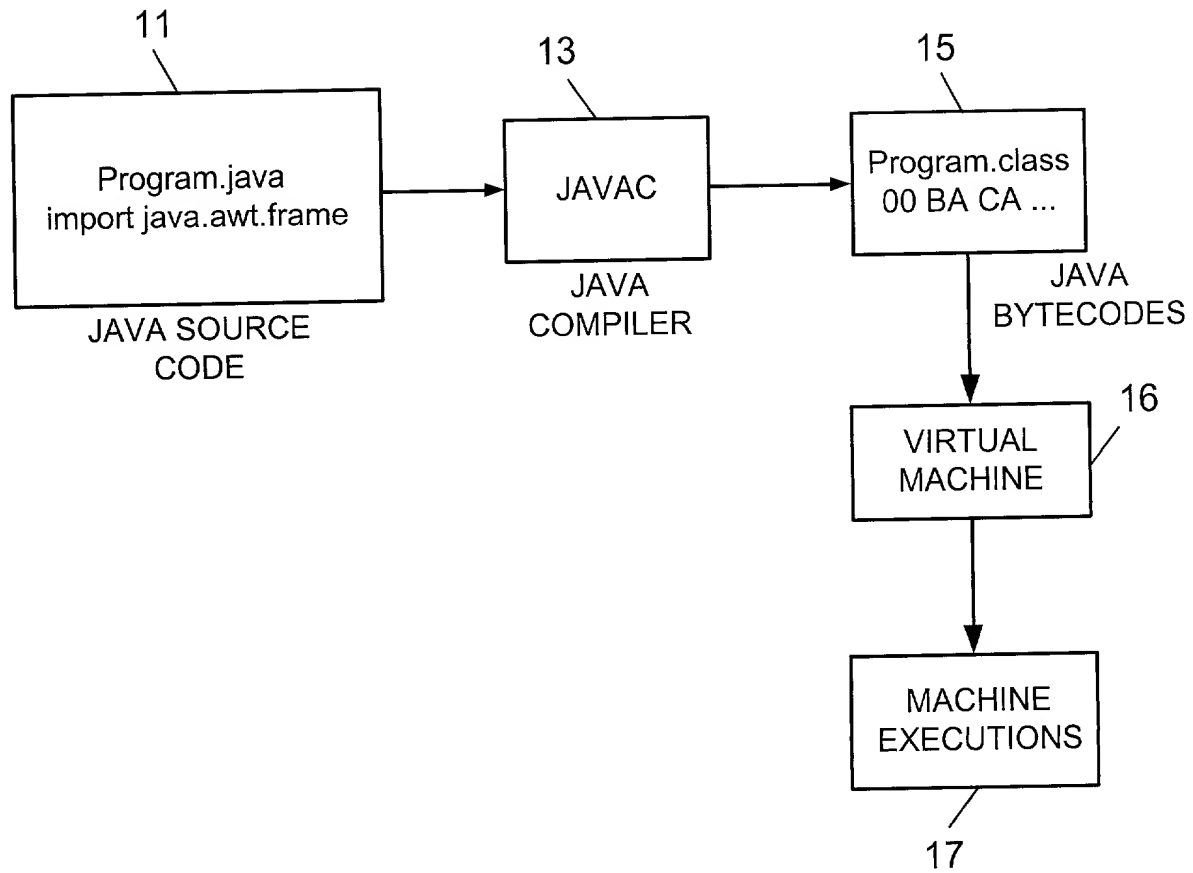 11
13
15
Program.java
import java.awt.frame
JAVAC
Program.class
00 BA CA ...
JAVA SOURCE
CODE
JAVA
COMPILER
JAVA
BYTECODES
16
VIRTUAL
MACHINE
MACHINE
EXECUTIONS
17